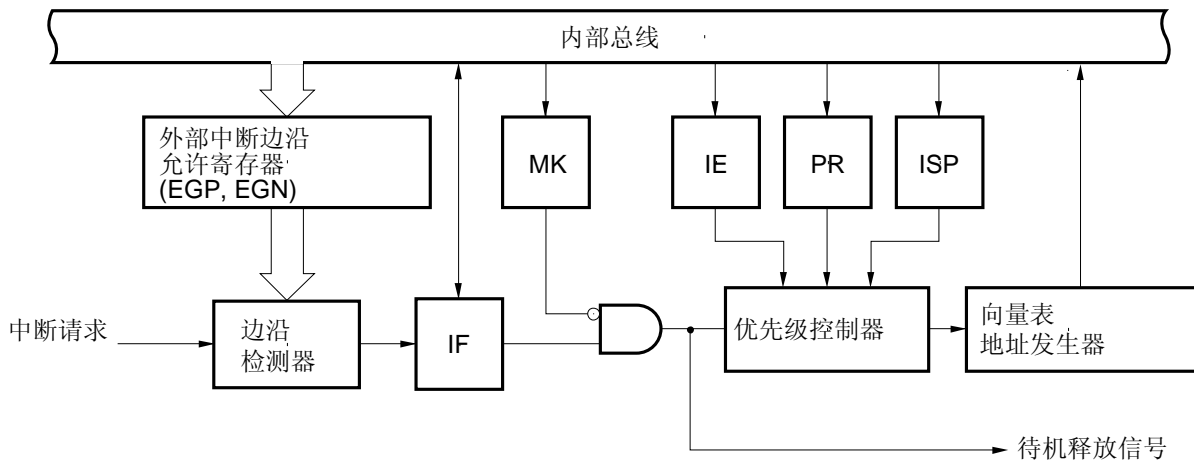 内部总线
外部中断边沿
允许寄存器
(EGP, EGN)
MK
IE
PR
ISP
中断请求
边沿
检测器
IF
优先级控制器
向量表
地址发生器
待机释放信号